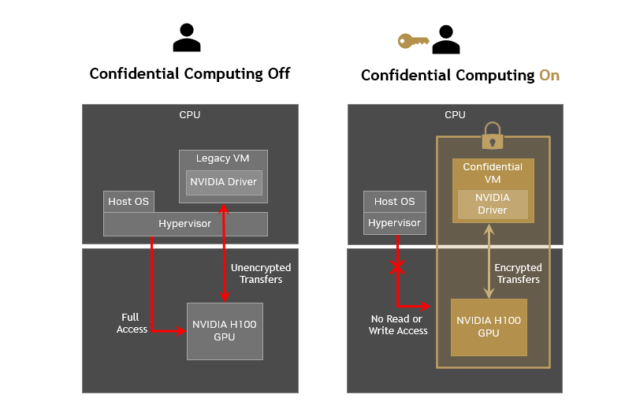 Confidential Computing Off
CPU
Legacy VM
NVIDIA Driver
Host OS
Hypervisor
Unencrypted
Transfers
Full
Access
NVIDIA H100
GPU
Confidential Computing On
CPU
Confidential
VM
NVIDIA
Driver
Host OS
Hypervisor
Encrypted
Transfers
No Read or
Write Access
NVIDIA H100
GPU